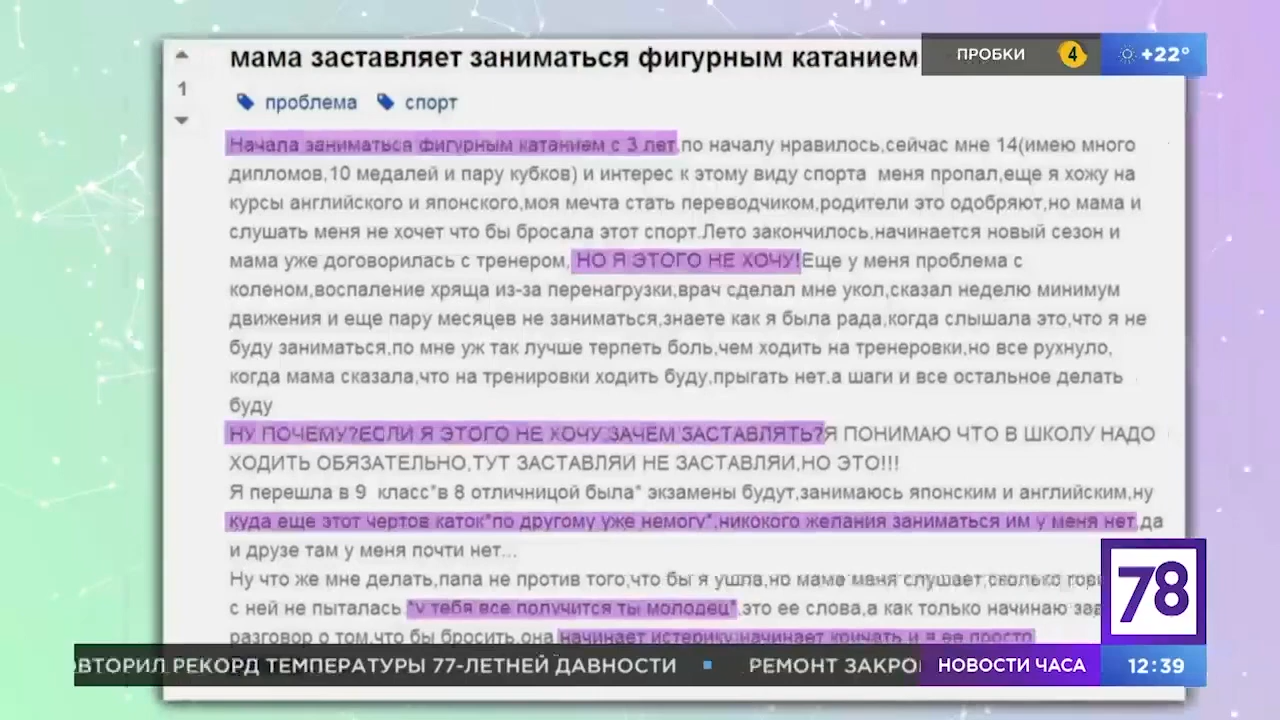 мама заставляет заниматься фигурным катанием
ПРОБКИ 4 +22°
1
проблема спорт
Начала заниматься фигурным катанием с 3 лет,по началу нравилось,сейчас мне 14(имею много
дипломов,10 медалей и пару кубков) и интерес к этому виду спорта меня пропал,еще я хожу на
курсы английского и японского,моя мечта стать переводчиком,родители это одобряют,но мама и
слушать меня не хочет что бы бросала этот спорт.Лето закончилось,начинается новый сезон и
мама уже договорилась с тренером, НО Я ЭТОГО НЕ ХОЧУ!Еще у меня проблема с
коленом,воспаление хряща из-за перенагрузки,врач сделал мне укол,сказал неделю минимум
движения и еще пару месяцев не заниматься,знаете как я была рада,когда слышала это,что я не
буду заниматься,по мне уж так лучше терпеть боль,чем ходить на тренеровки,но все рухнуло,
когда мама сказала,что на тренировки ходить буду,прыгать нет.а шаги и все остальное делать
буду
НУ ПОЧЕМУ?ЕСЛИ Я ЭТОГО НЕ ХОЧУ ЗАЧЕМ ЗАСТАВЛЯТЬ?Я ПОНИМАЮ ЧТО В ШКОЛУ НАДО
ХОДИТЬ ОБЯЗАТЕЛЬНО,ТУТ ЗАСТАВЛЯЙ НЕ ЗАСТАВЛЯЙ,НО ЭТО!!!
Я перешла в 9 класс*в 8 отличницой была* экзамены будут,занимаюсь японским и английским,ну
куда еще этот чертов каток*по другому уже немогу*,никокого желания заниматься им у меня нет,да
и друзе там у меня почти нет...
Ну что же мне делать,папа не против того,что бы я ушла,но мама меня слушает,сколько
с ней не пыталась *у тебя все получится ты молодец*,это ее слова,а как только начинаю
разговор о том,что бы бросить,она начинает истерику,начинает кричать и я ее просто
78
ВТОРИЛ РЕКОРД ТЕМПЕРАТУРЫ 77-ЛЕТНЕЙ ДАВНОСТИ ▪ РЕМОНТ ЗАКРО
НОВОСТИ ЧАСА 12:39